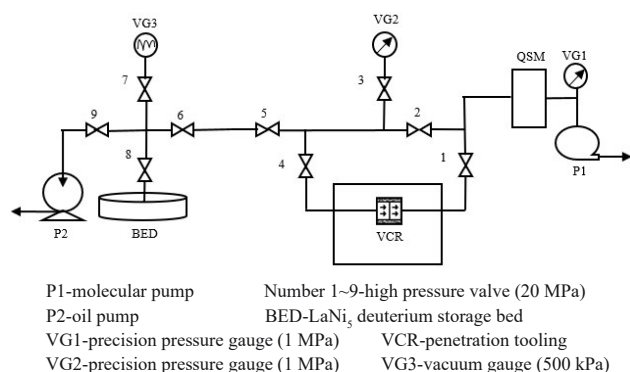 VG3
VG2
QSM
VG1
7
3
9
6
5
2
8
4
1
P1
P2
BED
VCR
P1-molecular pump Number 1~9-high pressure valve (20 MPa)
P2-oil pump BED-LaNi₅ deuterium storage bed
VG1-precision pressure gauge (1 MPa) VCR-penetration tooling
VG2-precision pressure gauge (1 MPa) VG3-vacuum gauge (500 kPa)